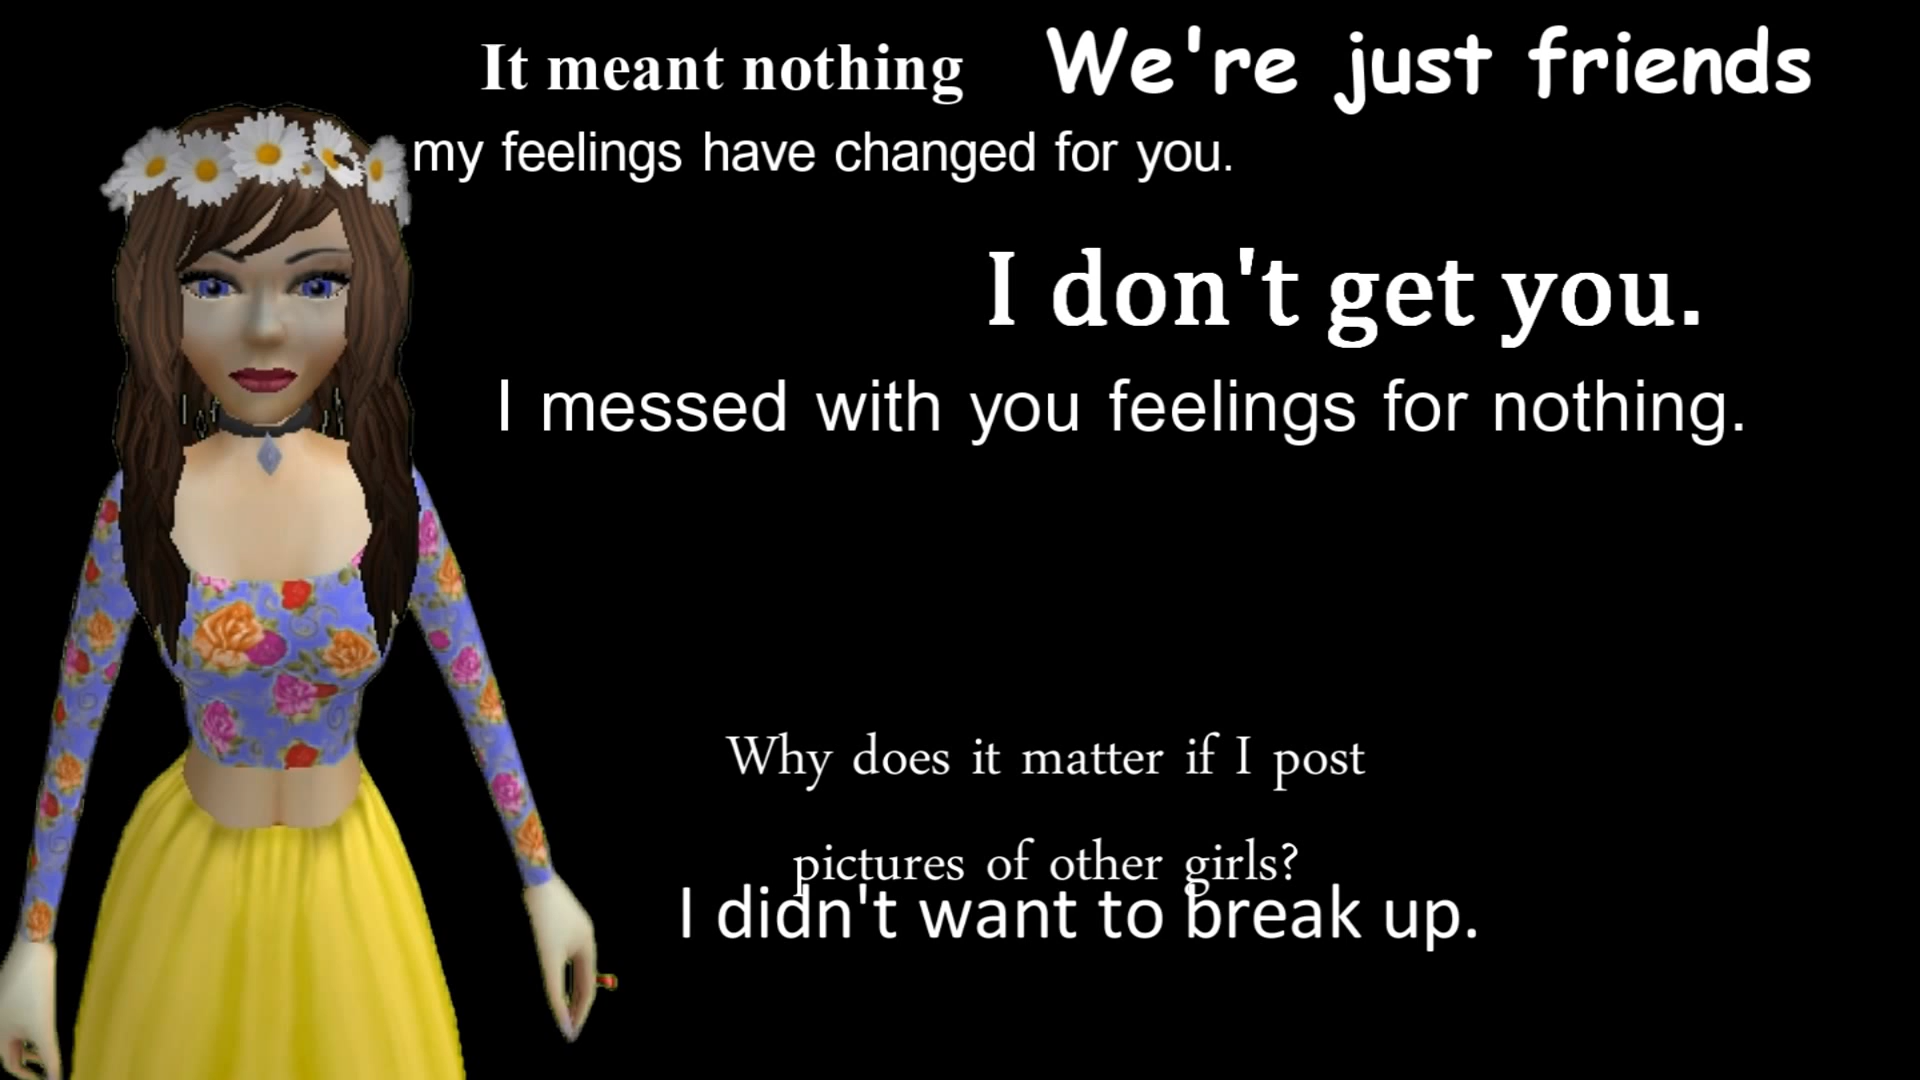 It meant nothing
We're just friends
my feelings have changed for you.
I don't get you.
I messed with you feelings for nothing.
Why does it matter if I post
pictures of other girls?
I didn't want to break up.